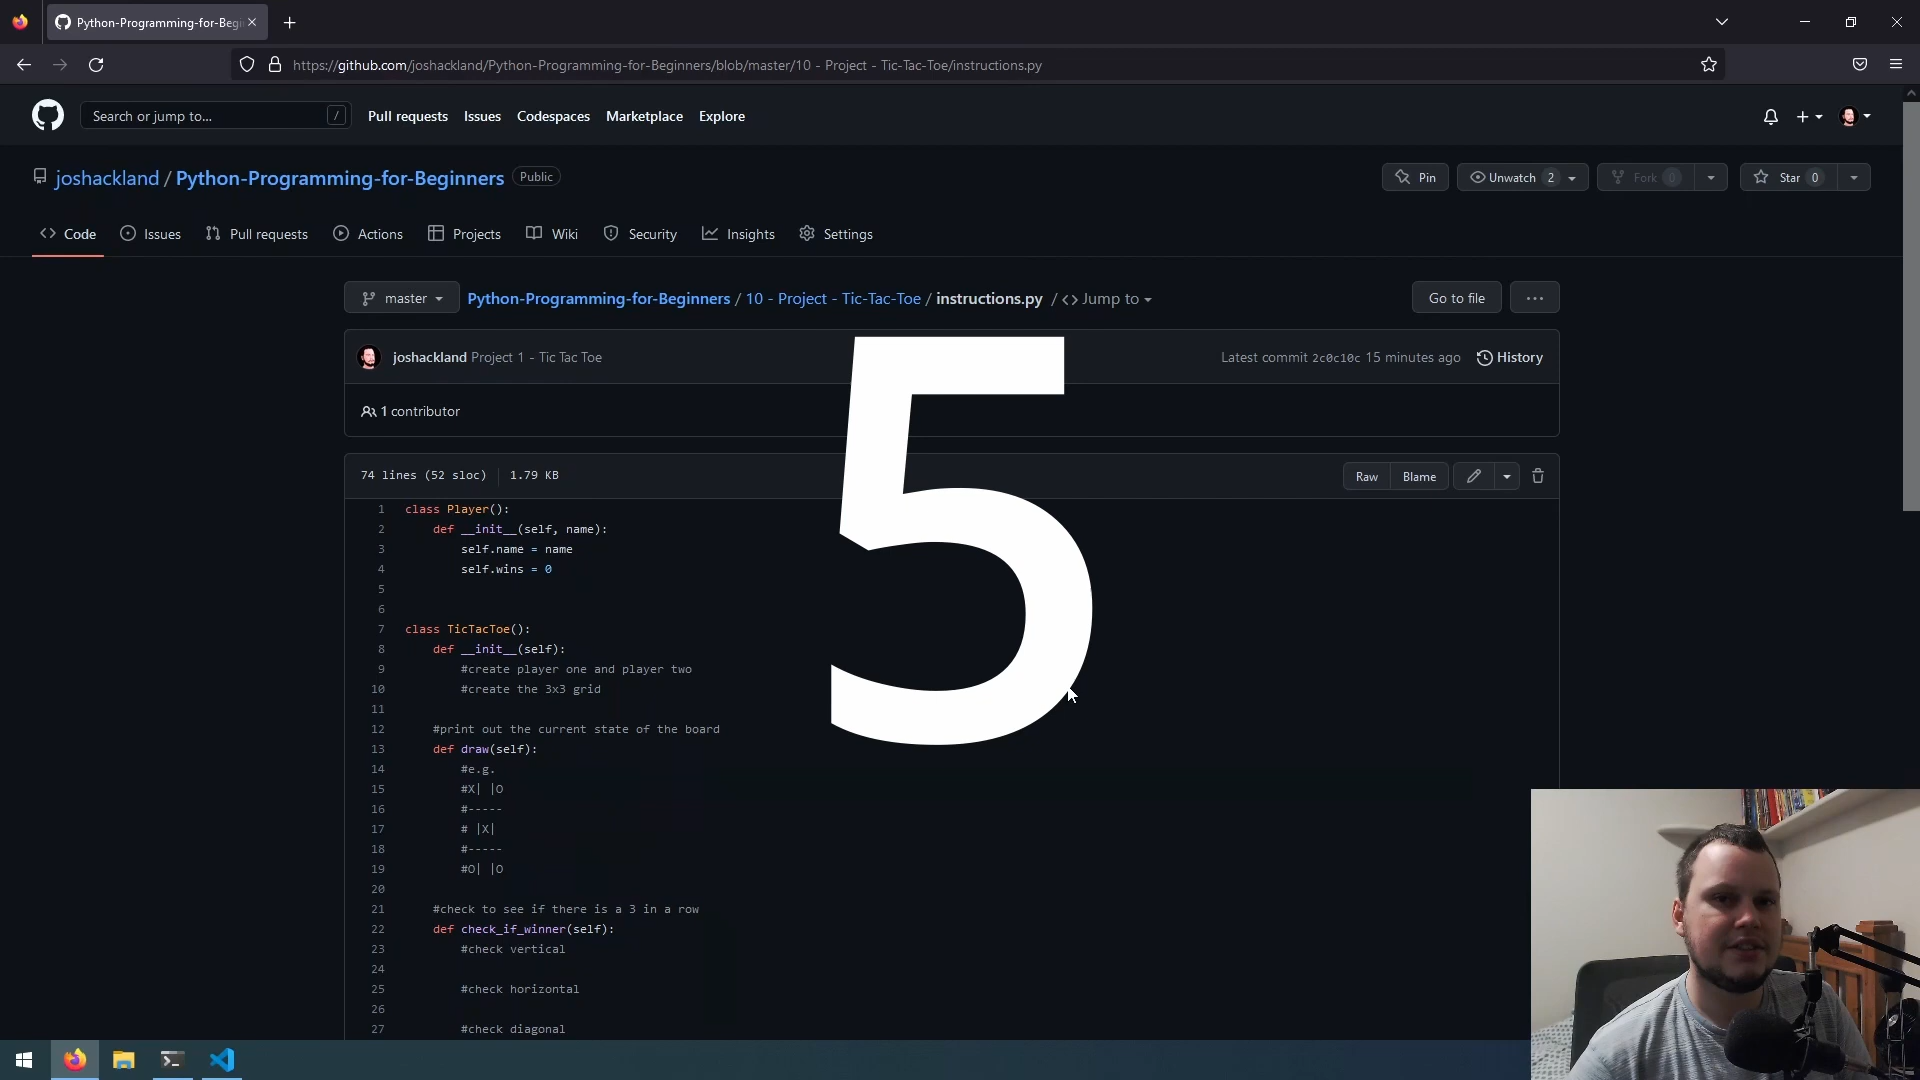 Python-Programming-for-Begi
https://github.com/joshackland/Python-Programming-for-Beginners/blob/master/10 - Project - Tic-Tac-Toe/instructions.py
Search or jump to... /
Pull requests Issues Codespaces Marketplace Explore
joshackland / Python-Programming-for-Beginners Public
Pin Unwatch 2 Fork 0 Star 0
Code Issues Pull requests Actions Projects Wiki Security Insights Settings
master Python-Programming-for-Beginners / 10 - Project - Tic-Tac-Toe / instructions.py / <> Jump to
Go to file ...
joshackland Project 1 - Tic Tac Toe
Latest commit 2c0c10c 15 minutes ago History
1 contributor
5
74 lines (52 sloc) 1.79 KB
Raw Blame
1 class Player():
2 def __init__(self, name):
3 self.name = name
4 self.wins = 0
5
6
7 class TicTacToe():
8 def __init__(self):
9 #create player one and player two
10 #create the 3x3 grid
11
12 #print out the current state of the board
13 def draw(self):
14 #e.g.
15 #X| |O
16 #-----
17 # |X|
18 #-----
19 #O| |O
20
21 #check to see if there is a 3 in a row
22 def check_if_winner(self):
23 #check vertical
24
25 #check horizontal
26
27 #check diagonal